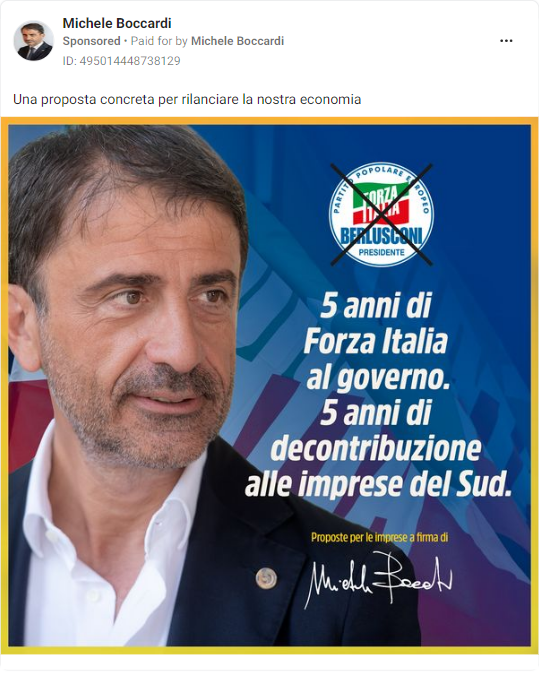 Michele Boccardi
Sponsored • Paid for by Michele Boccardi
ID: 495014448738129
Una proposta concreta per rilanciare la nostra economia
PARTITO POPOLARE EUROPEO
FORZA
ITALIA
BERLUSCONI
PRESIDENTE
5 anni di
Forza Italia
al governo.
5 anni di
decontribuzione
alle imprese del Sud.
Proposte per le imprese a firma di
Michele Boccardi